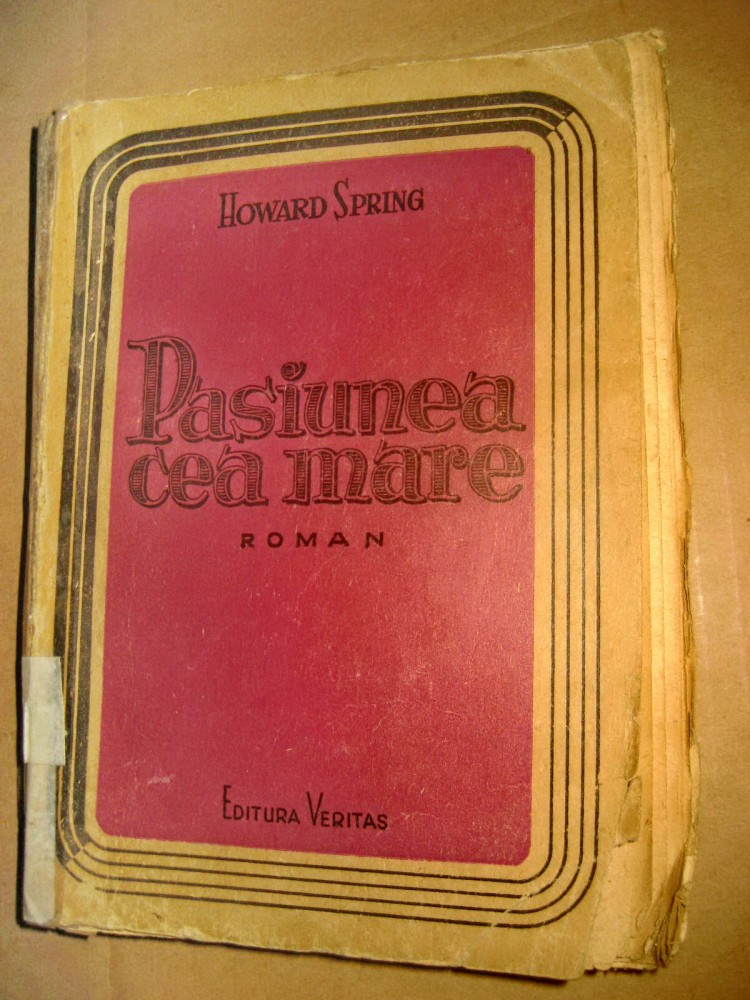 Howard Spring
Pasiunea
cea mare
ROMAN
Editura Veritas